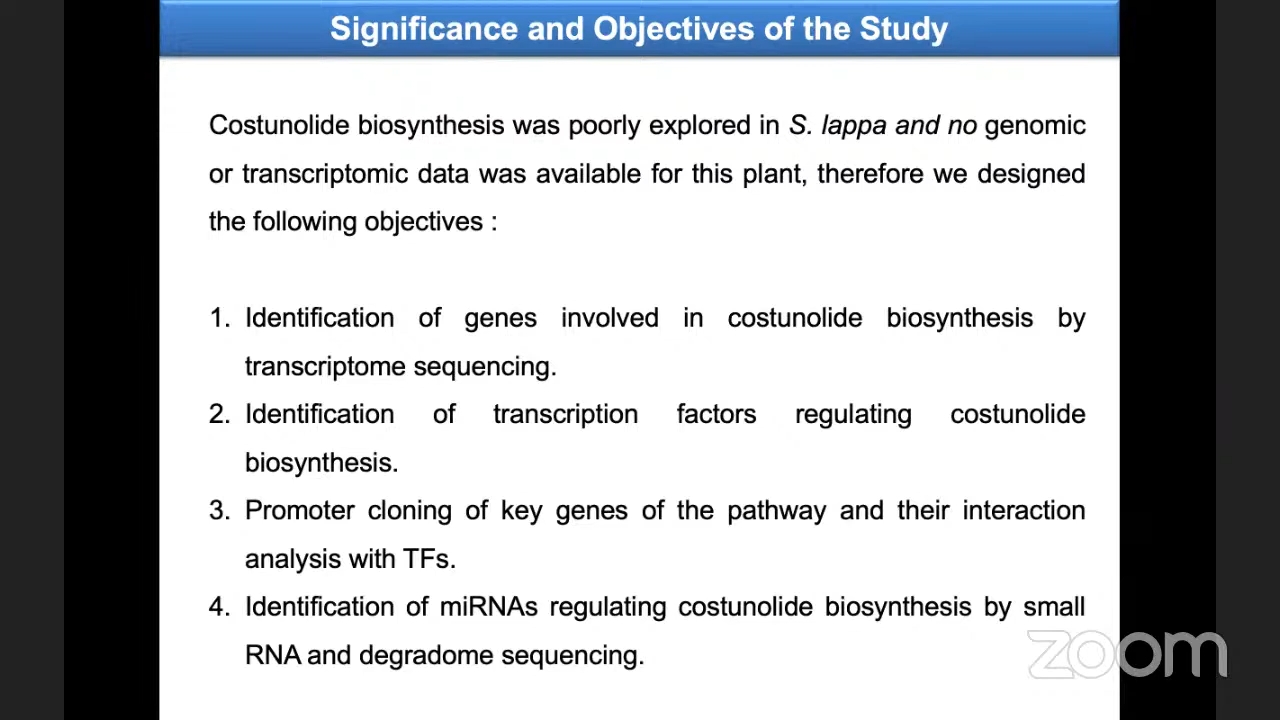 Significance and Objectives of the Study
Costunolide biosynthesis was poorly explored in S. lappa and no genomic
or transcriptomic data was available for this plant, therefore we designed
the following objectives :
1. Identification of genes involved in costunolide biosynthesis by
transcriptome sequencing.
2. Identification of transcription factors regulating costunolide
biosynthesis.
3. Promoter cloning of key genes of the pathway and their interaction
analysis with TFs.
4. Identification of miRNAs regulating costunolide biosynthesis by small
RNA and degradome sequencing.
zoom